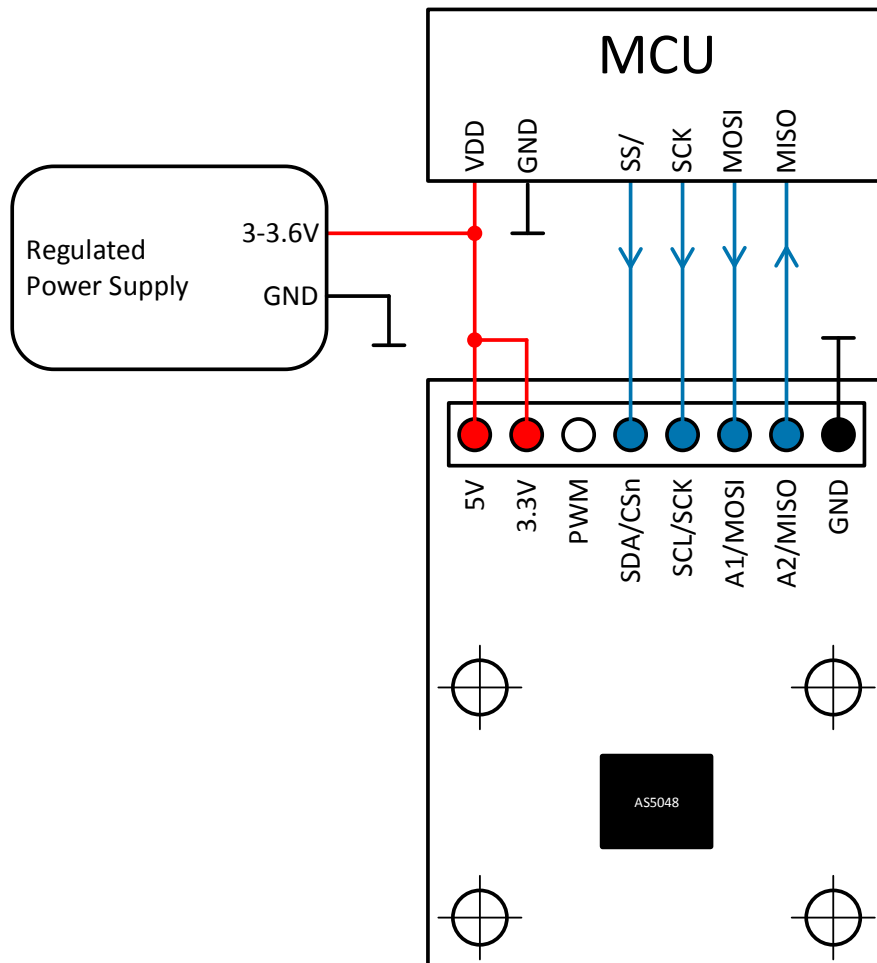 MCU
VDD
GND
SS/
SCK
MOSI
MISO
3-3.6V
Regulated
Power Supply
GND
5V
3.3V
PWM
SDA/CSn
SCL/SCK
A1/MOSI
A2/MISO
GND
AS5048